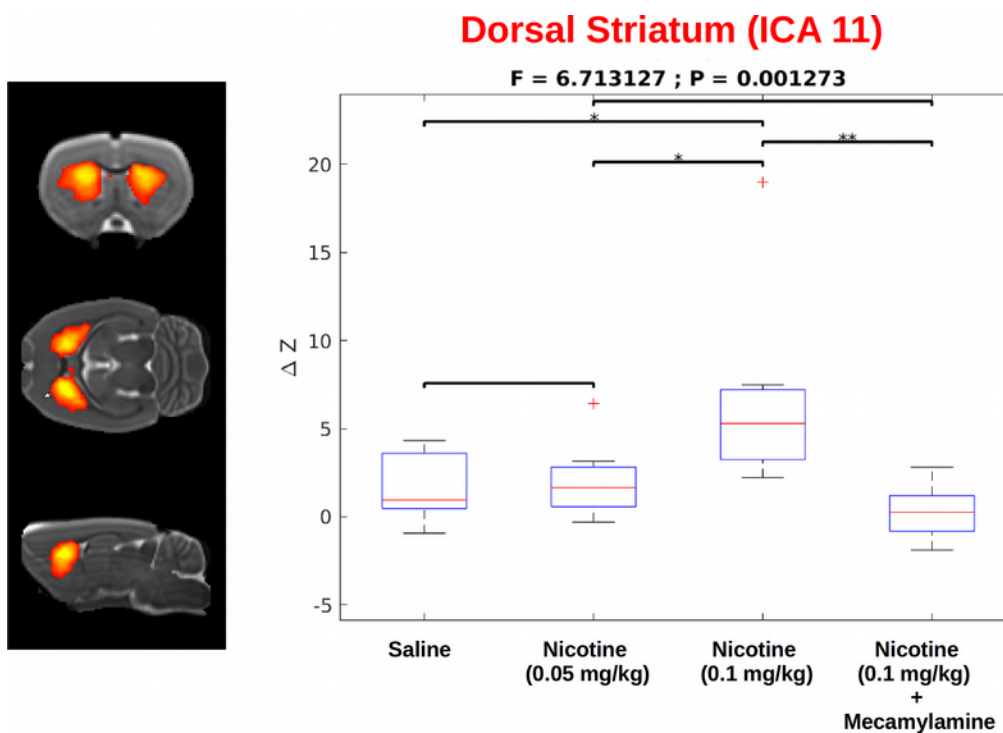 Dorsal Striatum (ICA 11)
F = 6.713127 ; P = 0.001273
*
**
*
20
15
10
5
0
-5
Δ Z
Saline
Nicotine
(0.05 mg/kg)
Nicotine
(0.1 mg/kg)
Nicotine
(0.1 mg/kg)
+
Mecamylamine